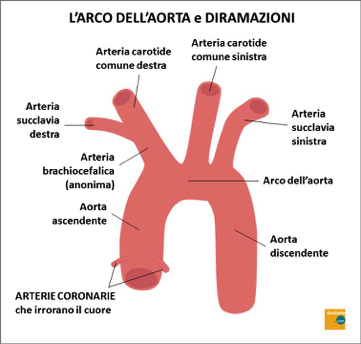 L'ARCO DELL'AORTA e DIRAMAZIONI
Arteria carotide
comune destra
Arteria carotide
comune sinistra
Arteria
succlavia
destra
Arteria
succlavia
sinistra
Arteria
brachiocefalica
(anonima)
Arco dell'aorta
Aorta
ascendente
Aorta
discendente
ARTERIE CORONARIE
che irrorano il cuore